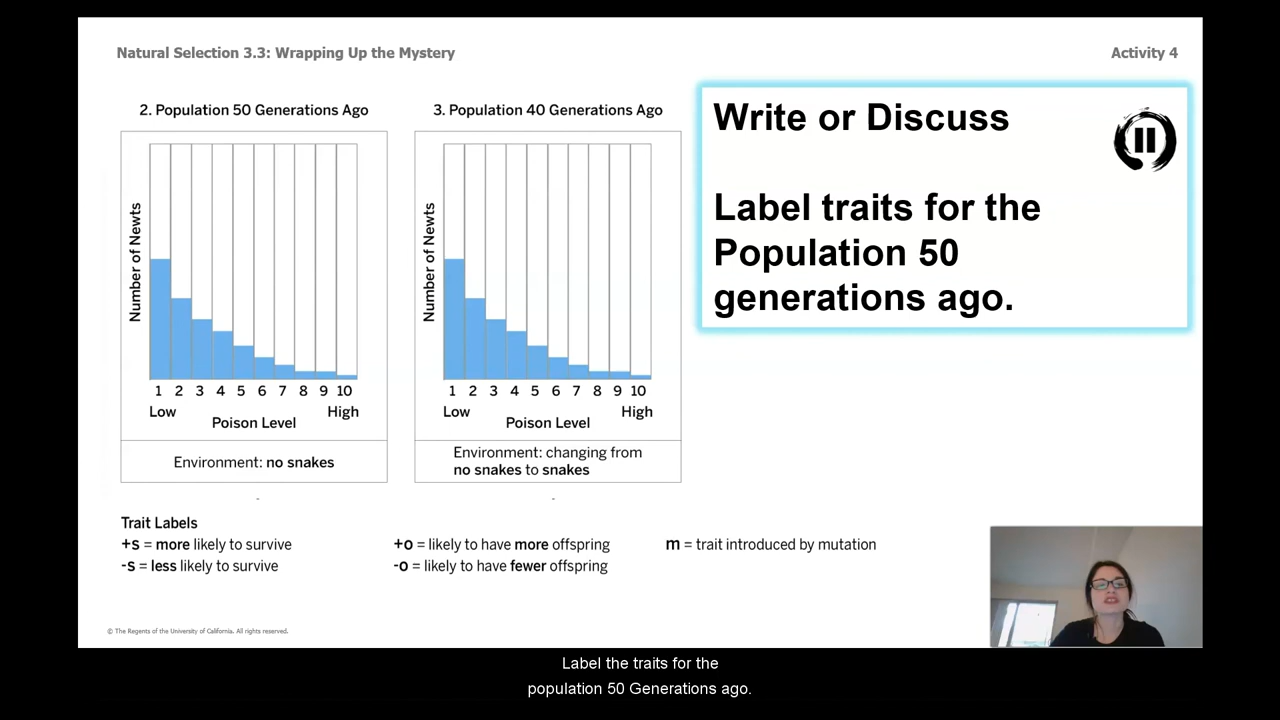 Natural Selection 3.3: Wrapping Up the Mystery
Activity 4
2. Population 50 Generations Ago
Number of Newts
1 2 3 4 5 6 7 8 9 10
Low
High
Poison Level
Environment: no snakes
3. Population 40 Generations Ago
Number of Newts
1 2 3 4 5 6 7 8 9 10
Low
High
Poison Level
Environment: changing from
no snakes to snakes
Write or Discuss
Label traits for the
Population 50
generations ago.
Trait Labels
+s = more likely to survive
-s = less likely to survive
+o = likely to have more offspring
-o = likely to have fewer offspring
m = trait introduced by mutation
© The Regents of the University of California. All rights reserved.
Label the traits for the
population 50 Generations ago.